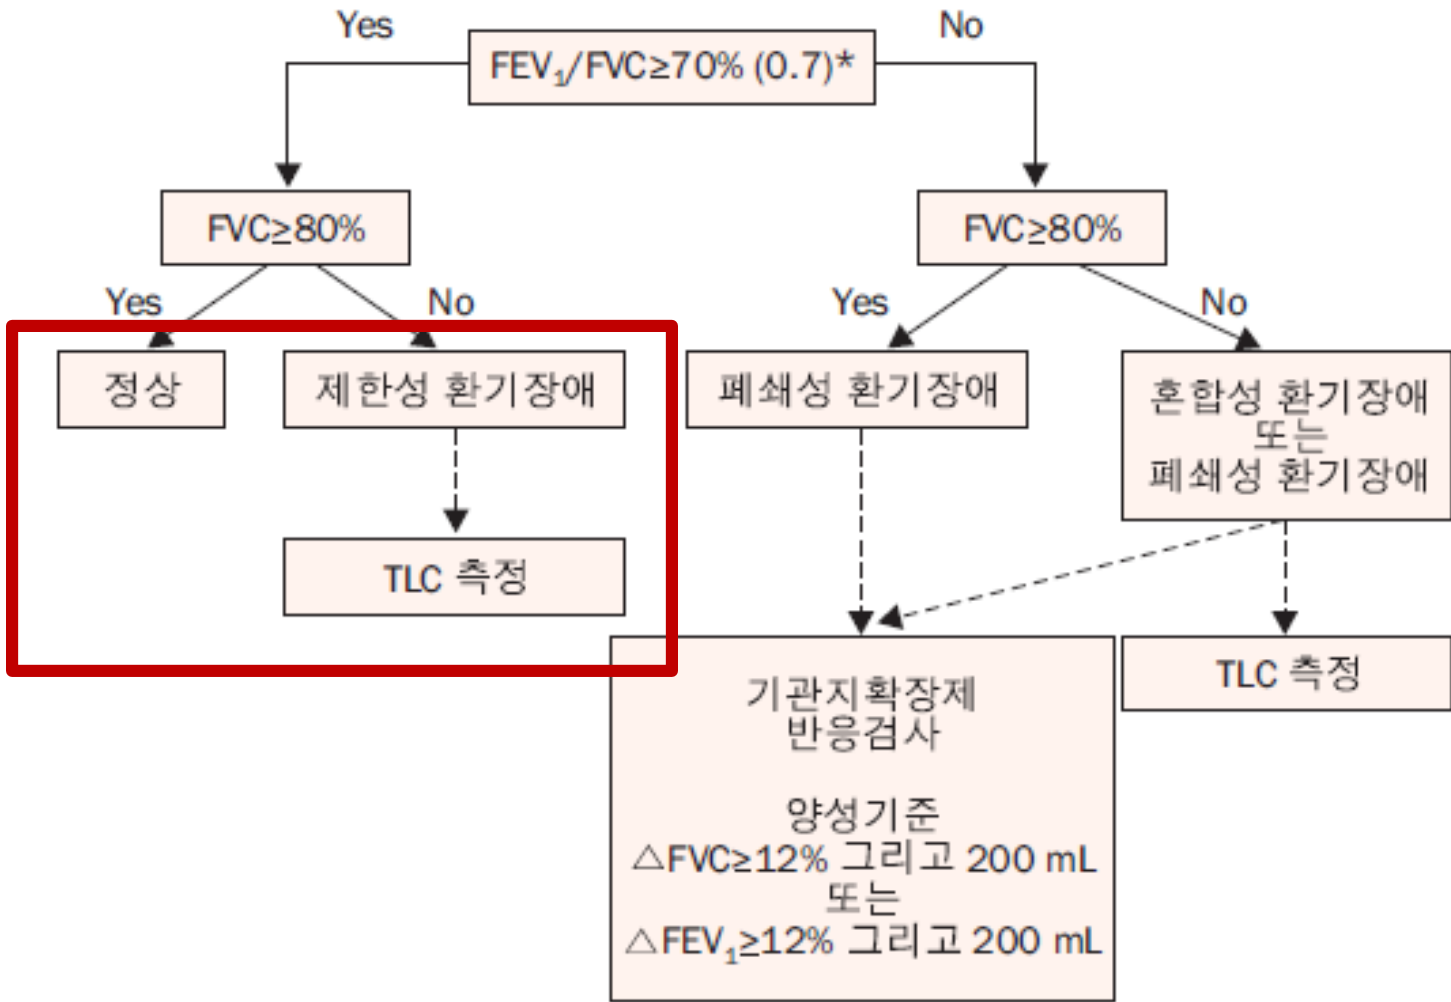 Yes
No
FEV₁/FVC≥70% (0.7)*
FVC≥80%
FVC≥80%
Yes
No
Yes
No
정상
제한성 환기장애
폐쇄성 환기장애
혼합성 환기장애
또는
폐쇄성 환기장애
TLC 측정
TLC 측정
기관지확장제
반응검사
양성기준
△FVC≥12% 그리고 200 mL
또는
△FEV₁≥12% 그리고 200 mL